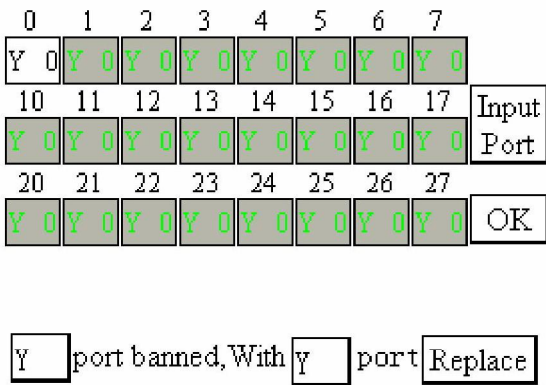 0 1 2 3 4 5 6 7
Y 0 Y 0 Y 0 Y 0 Y 0 Y 0 Y 0 Y 0
10 11 12 13 14 15 16 17
Y 0 Y 0 Y 0 Y 0 Y 0 Y 0 Y 0 Y 0
Input
Port
20 21 22 23 24 25 26 27
Y 0 Y 0 Y 0 Y 0 Y 0 Y 0 Y 0 Y 0
OK
Y port banned,With Y port Replace